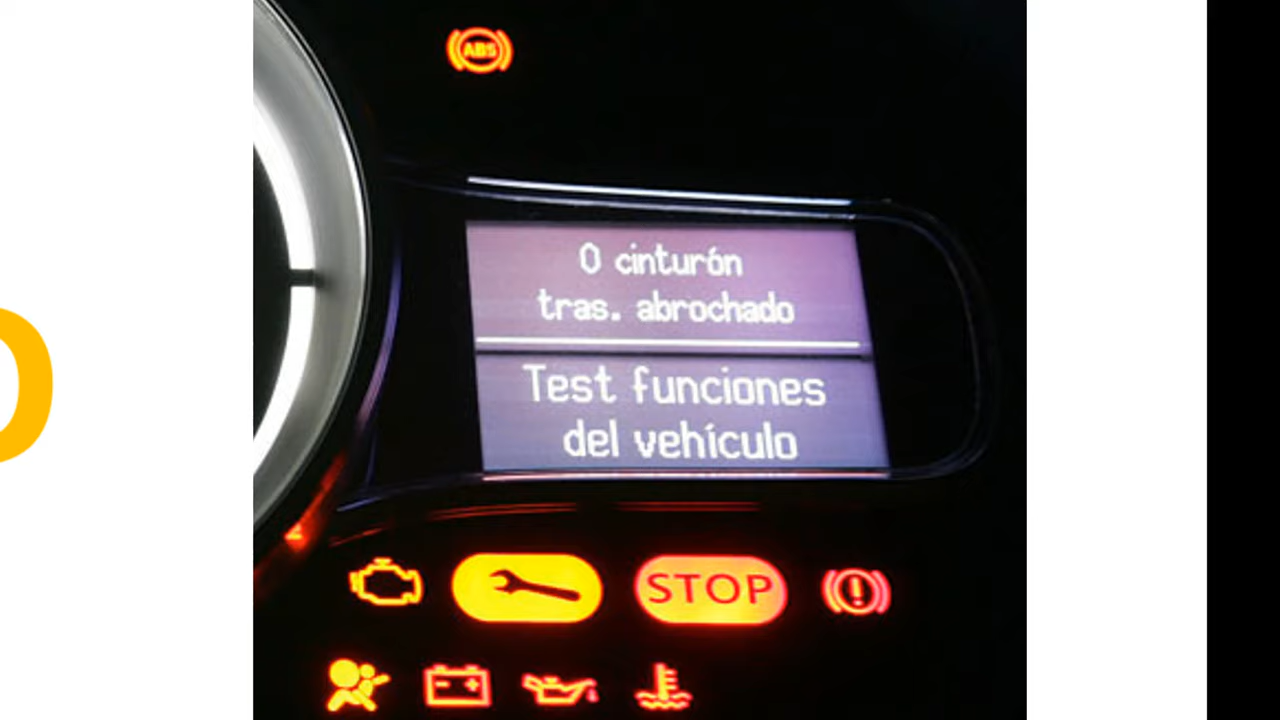 ABS
0 cinturón
tras. abrochado
Test funciones
del vehículo
STOP